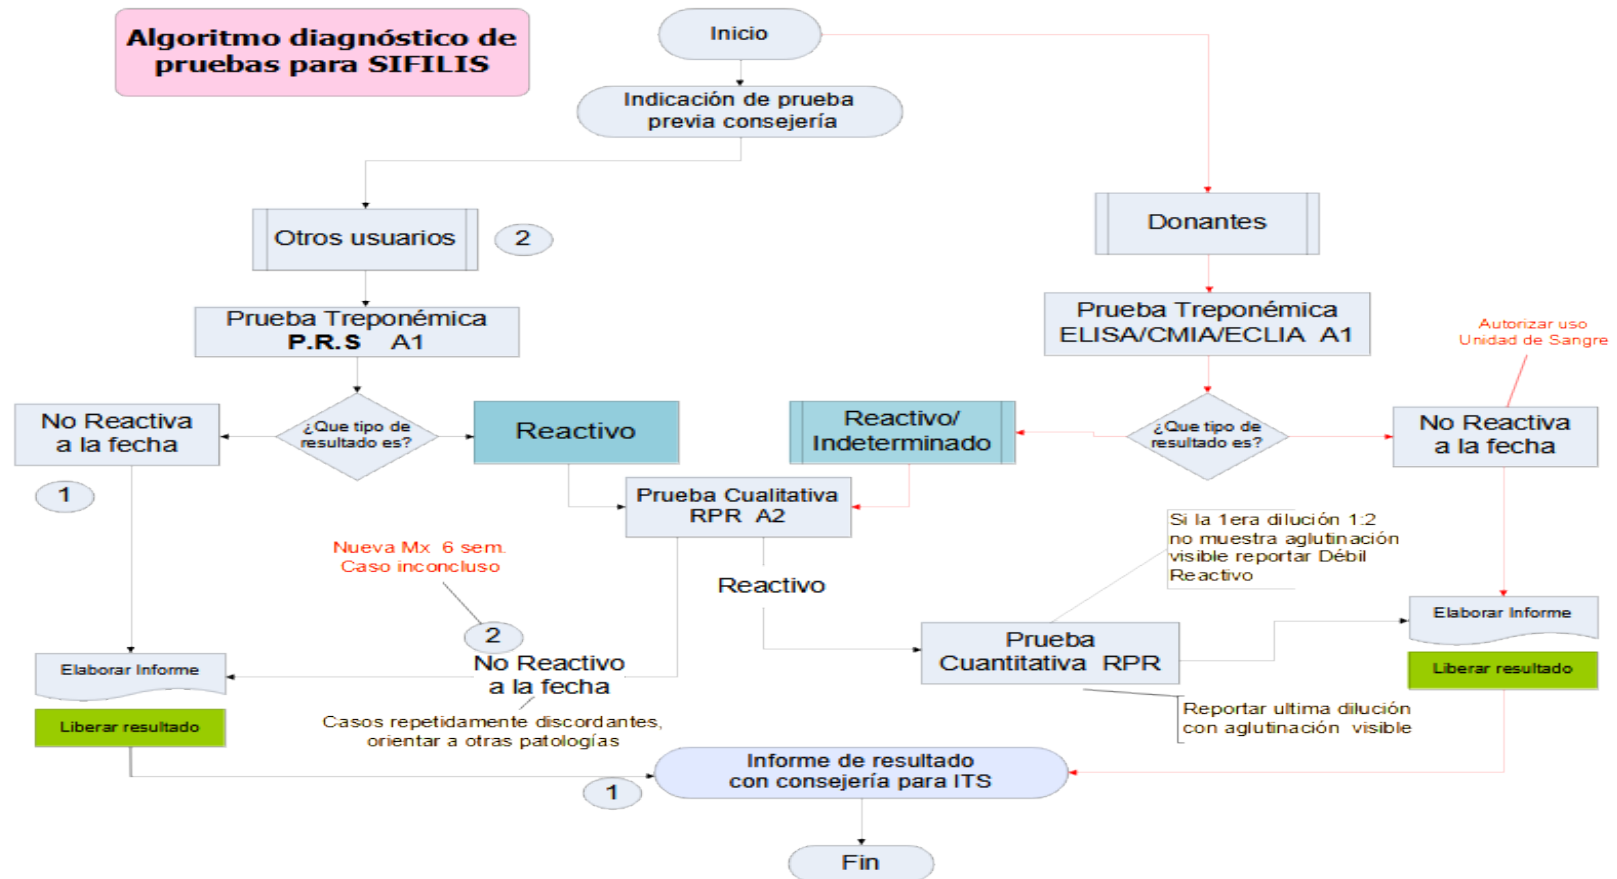 Algoritmo diagnóstico de
pruebas para SIFILIS
Inicio
Indicación de prueba
previa consejería
Otros usuarios
2
Donantes
Prueba Treponémica
P.R.S A1
Prueba Treponémica
ELISA/CMIA/ECLIA A1
Autorizar uso
Unidad de Sangre
No Reactiva
a la fecha
¿Que tipo de
resultado es?
Reactivo
Reactivo/
Indeterminado
¿Que tipo de
resultado es?
No Reactiva
a la fecha
1
Prueba Cualitativa
RPR A2
Si la 1era dilución 1:2
no muestra aglutinación
visible reportar Débil
Reactivo
Nueva Mx 6 sem.
Caso inconcluso
Reactivo
2
No Reactivo
a la fecha
Prueba
Cuantitativa RPR
Elaborar Informe
Liberar resultado
Elaborar Informe
Liberar resultado
Casos repetidamente discordantes,
orientar a otras patologías
Reportar ultima dilución
con aglutinación visible
Informe de resultado
con consejería para ITS
1
Fin